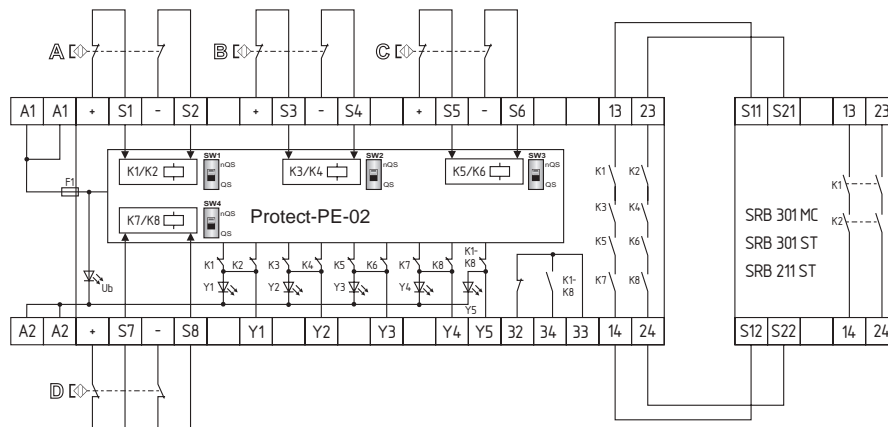 A B C
A1 A1 + S1 - S2 + S3 - S4 + S5 - S6 13 23 S11 S21 13 23
SW1 nQS QS
SW2 nQS QS
SW3 nQS QS
K1/K2 K3/K4 K5/K6
F1
SW4 nQS QS
K7/K8 Protect-PE-02
K1 K2
K3 K4
K5 K6
K7 K8
K1
K2
SRB 301 MC
SRB 301 ST
SRB 211 ST
K1 K2 K3 K4 K5 K6 K7 K8 K1-
K8
Ub Y1 Y2 Y3 Y4 Y5
K1-
K8
A2 A2 + S7 - S8 Y1 Y2 Y3 Y4 Y5 32 34 33 14 24 S12 S22 14 24
D